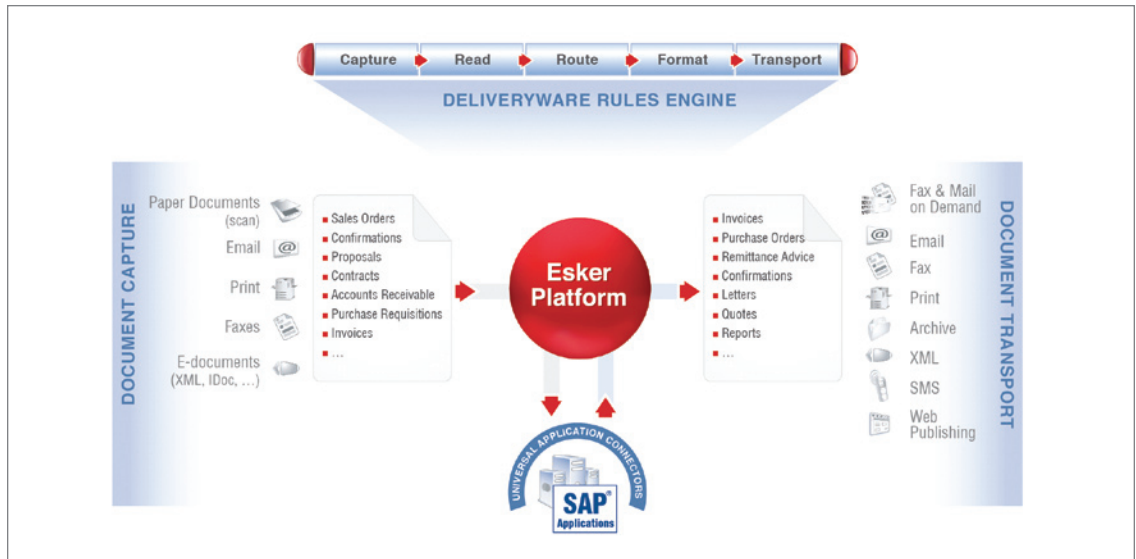 Capture Read Route Format Transport
DELIVERYWARE RULES ENGINE
DOCUMENT CAPTURE
Paper Documents
(scan)
Email
Print
Faxes
E-documents
(XML, IDoc, ...)
Sales Orders
Confirmations
Proposals
Contracts
Accounts Receivable
Purchase Requisitions
Invoices
...
Esker
Platform
UNIVERSAL APPLICATION CONNECTORS
SAP®
Applications
Invoices
Purchase Orders
Remittance Advice
Confirmations
Letters
Quotes
Reports
...
Fax & Mail
on Demand
Email
Fax
Print
Archive
XML
SMS
Web
Publishing
DOCUMENT TRANSPORT